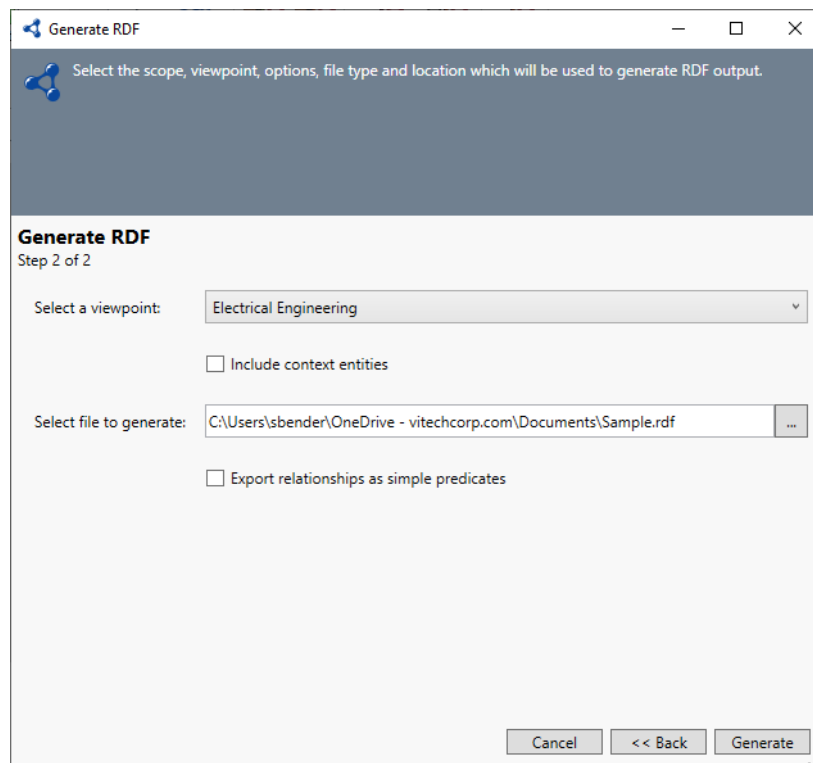 Generate RDF
Select the scope, viewpoint, options, file type and location which will be used to generate RDF output.
Generate RDF
Step 2 of 2
Select a viewpoint: Electrical Engineering
Include context entities
Select file to generate: C:\Users\sbender\OneDrive - vitechcorp.com\Documents\Sample.rdf ...
Export relationships as simple predicates
Cancel << Back Generate